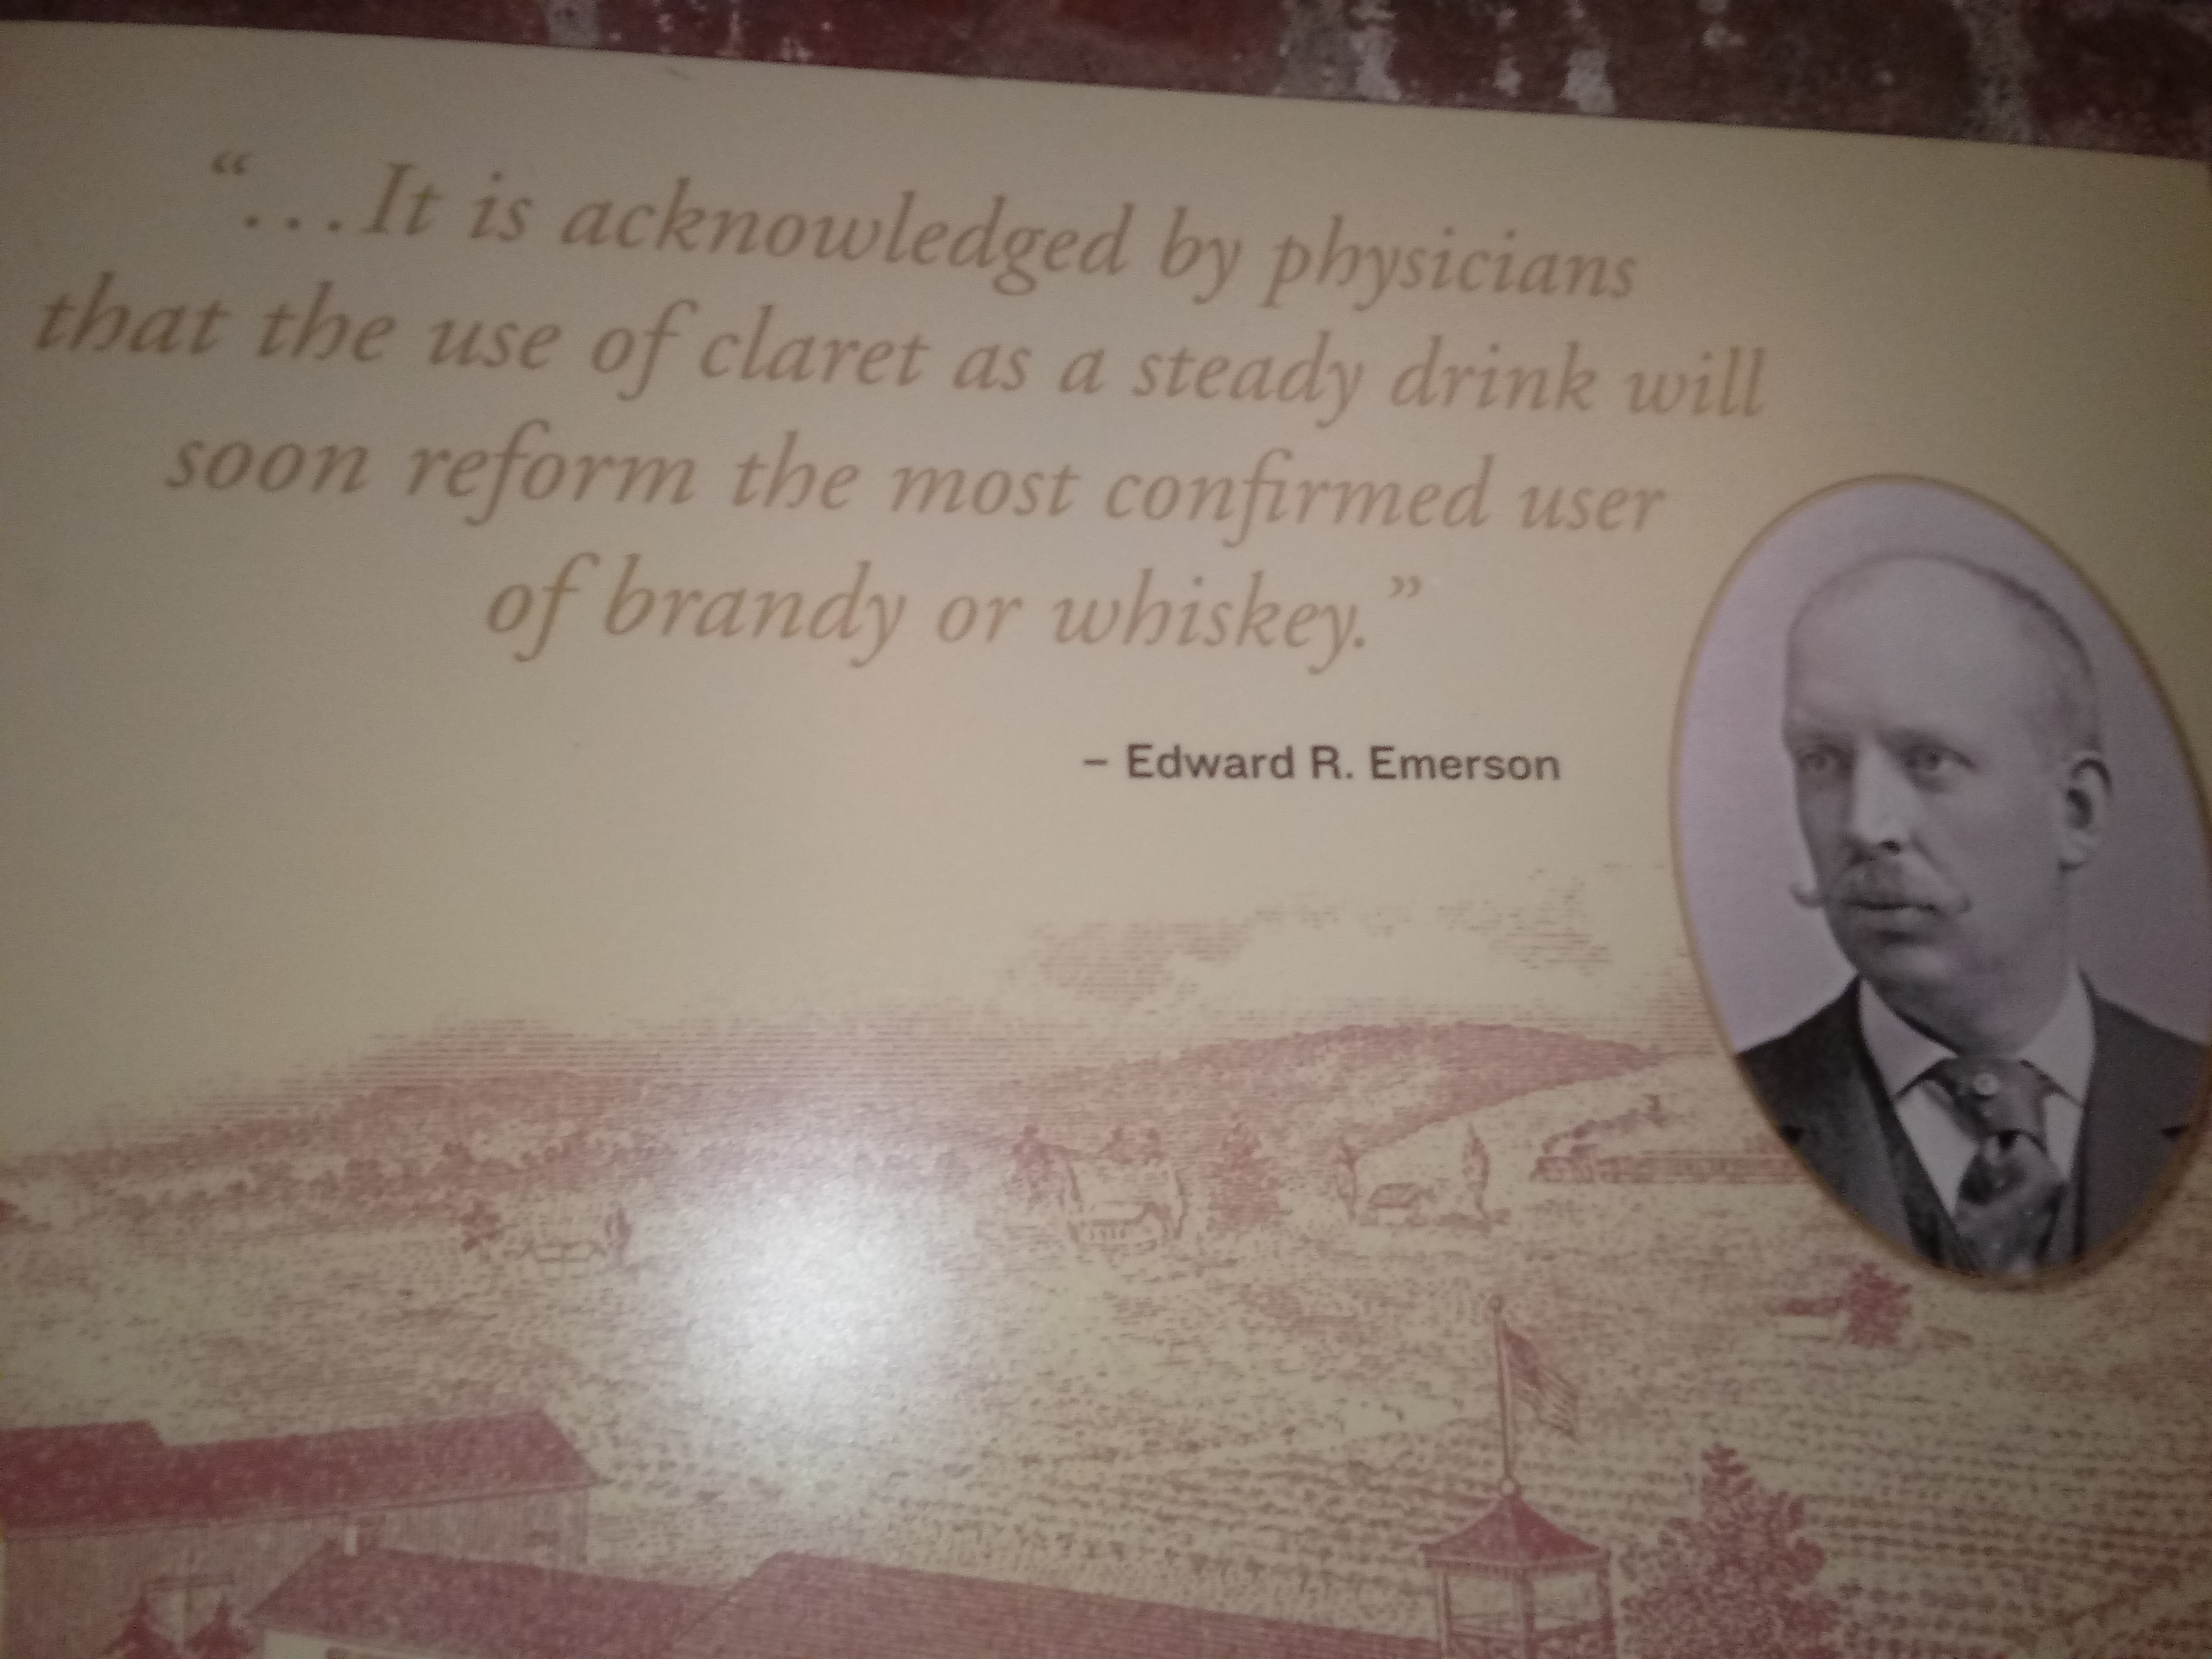 “...It is acknowledged by physicians
that the use of claret as a steady drink will
soon reform the most confirmed user
of brandy or whiskey.”
– Edward R. Emerson